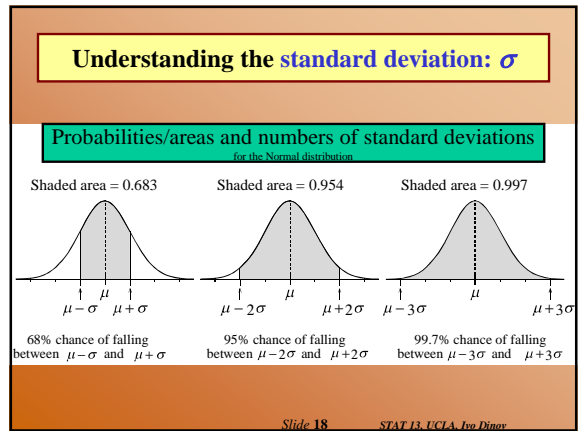 Understanding the standard deviation: σ
Probabilities/areas and numbers of standard deviations
for the Normal distribution
Shaded area = 0.683
Shaded area = 0.954
Shaded area = 0.997
μ − σ μ μ + σ
μ − 2σ μ μ + 2σ
μ − 3σ μ μ + 3σ
68% chance of falling
between μ − σ and μ + σ
95% chance of falling
between μ − 2σ and μ + 2σ
99.7% chance of falling
between μ − 3σ and μ + 3σ
Slide 18 STAT 13, UCLA, Ivo Dinov